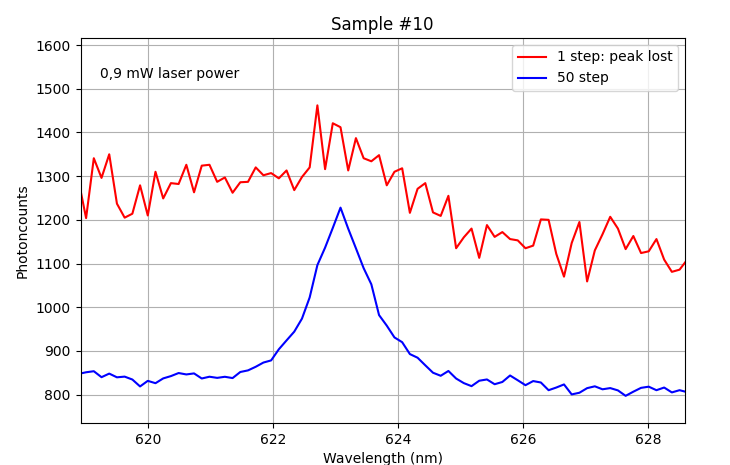 Sample #10
1600
1500
1400
1300
1200
1100
1000
900
800
Photoncounts
0,9 mW laser power
1 step: peak lost
50 step
620
622
624
626
628
Wavelength (nm)